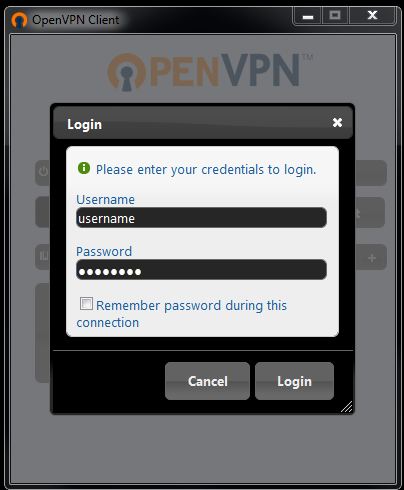 OpenVPN Client
OPENVPN™
Login
Please enter your credentials to login.
Username
username
Password
••••••••
Remember password during this
connection
Cancel
Login